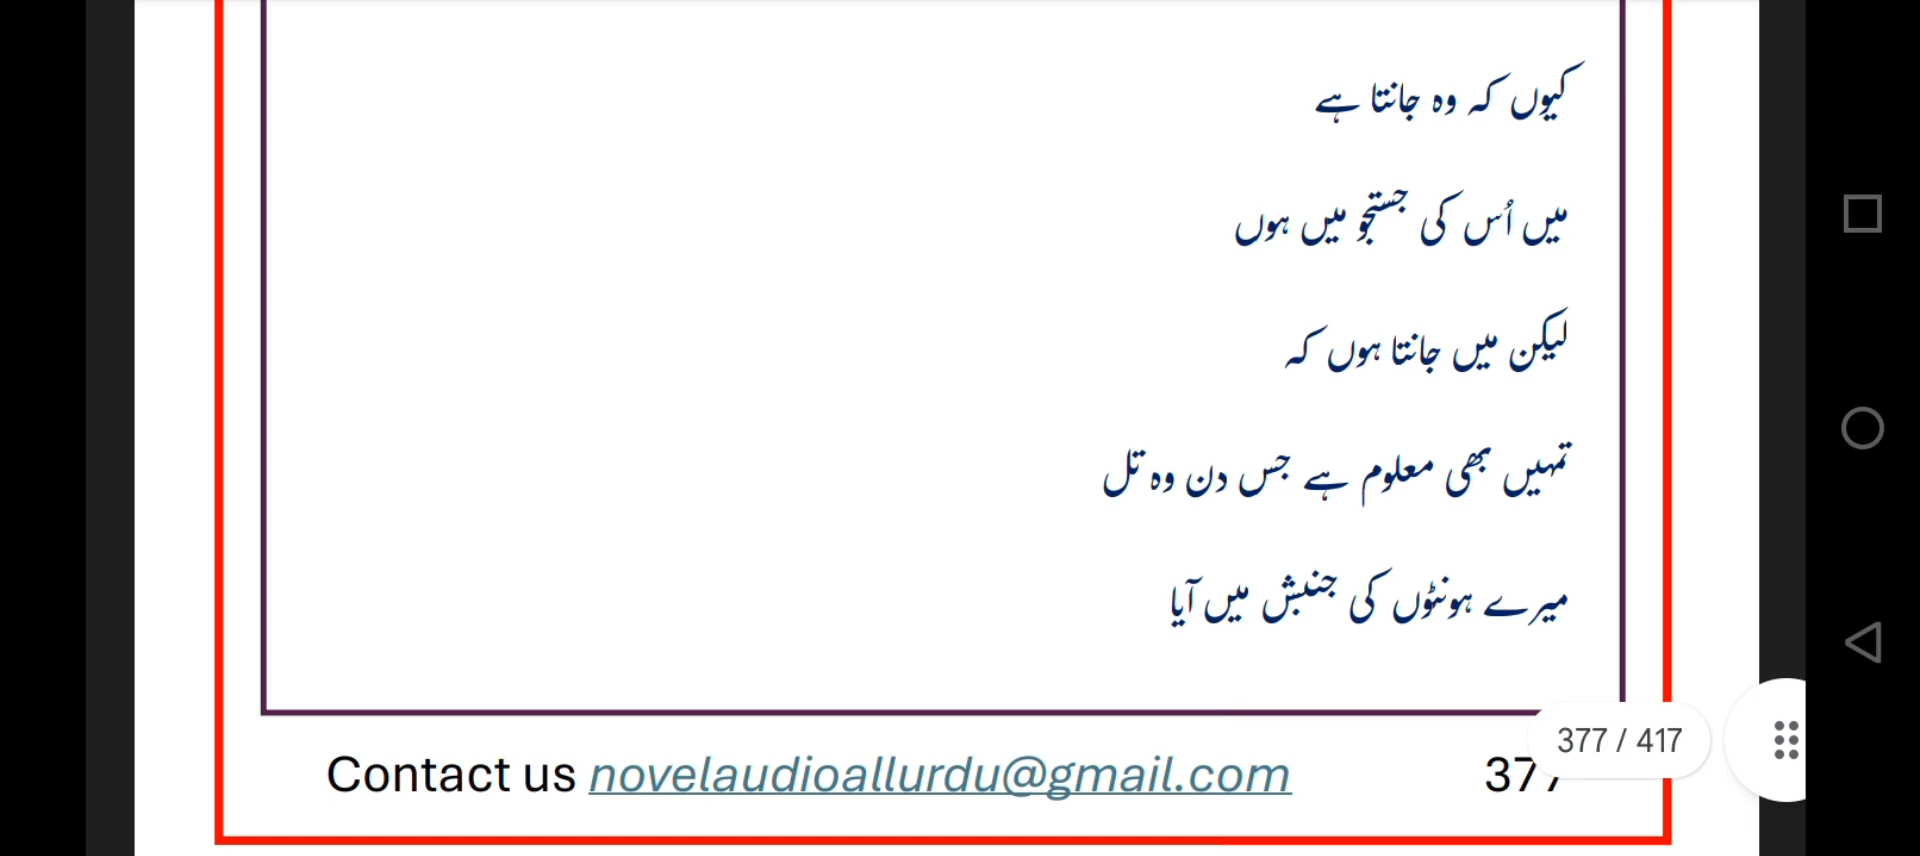 کیوں کہ وہ جانتا ہے
میں اُس کی جستجو میں ہوں
لیکن میں جانتا ہوں کہ
تمہیں بھی معلوم ہے جس دن وہ تل
میرے ہونٹوں کی جنبش میں آیا
Contact us novelaudioallurdu@gmail.com 377
377 / 417